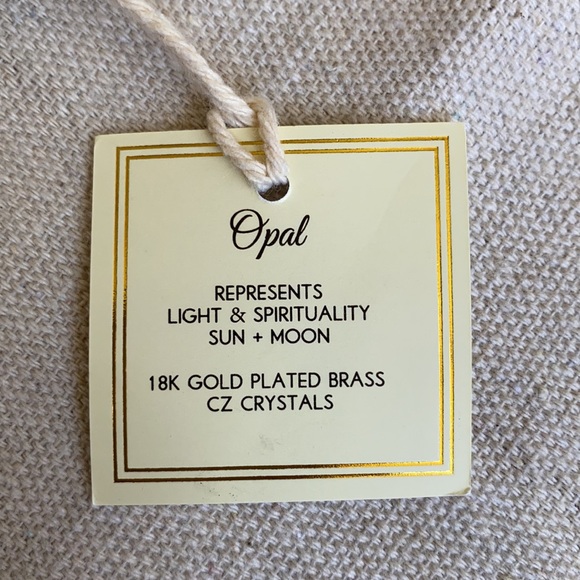 Opal
REPRESENTS
LIGHT & SPIRITUALITY
SUN + MOON
18K GOLD PLATED BRASS
CZ CRYSTALS